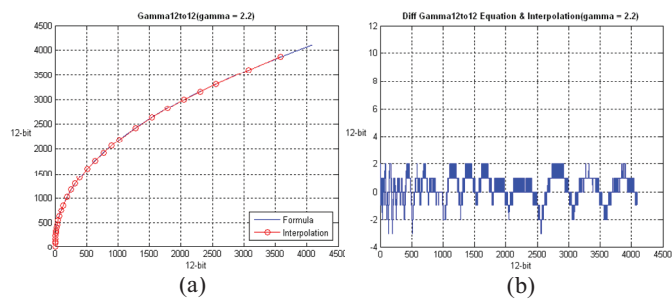 Gamma12to12(gamma = 2.2)
4500
4000
3500
3000
2500
12-bit
2000
1500
1000
500
0
0 500 1000 1500 2000 2500 3000 3500 4000 4500
12-bit
Formula
Interpolation
(a)
Diff Gamma12to12 Equation & Interpolation(gamma = 2.2)
12
10
8
6
12-bit
4
2
0
-2
-4
0 500 1000 1500 2000 2500 3000 3500 4000 4500
12-bit
(b)